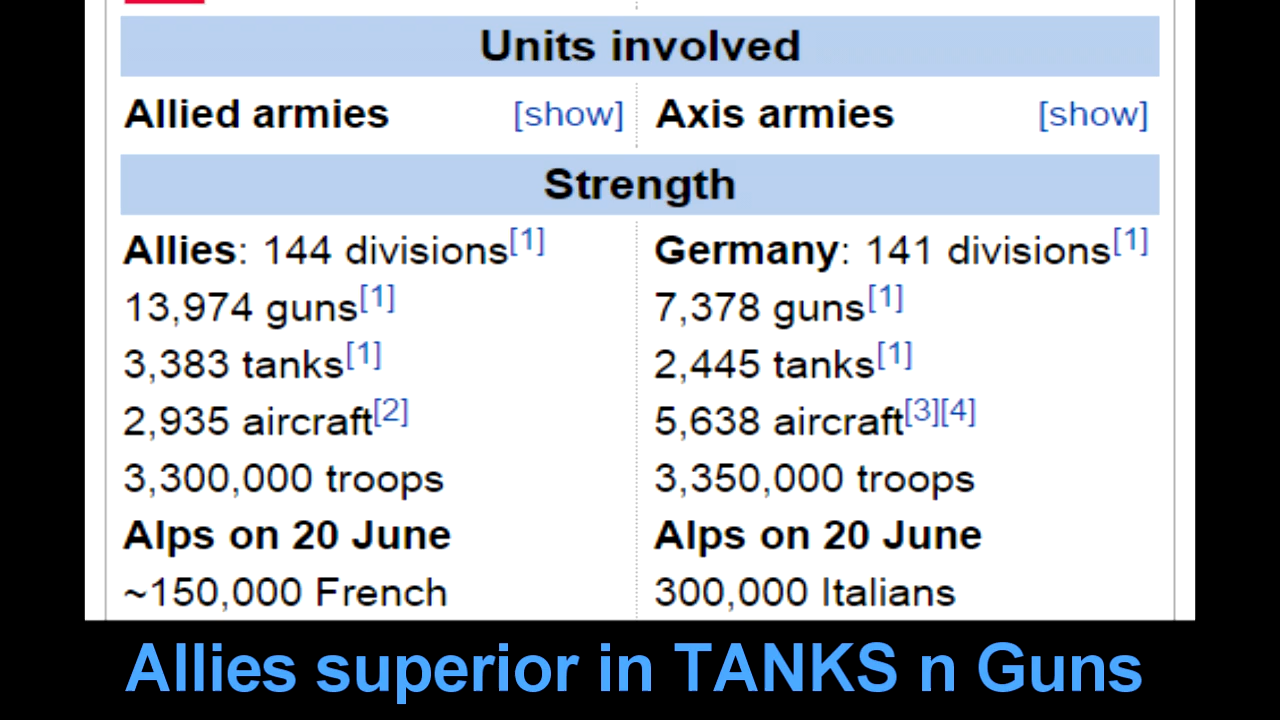 Units involved
Allied armies [show] Axis armies [show]
Strength
Allies: 144 divisions[1] Germany: 141 divisions[1]
13,974 guns[1] 7,378 guns[1]
3,383 tanks[1] 2,445 tanks[1]
2,935 aircraft[2] 5,638 aircraft[3][4]
3,300,000 troops 3,350,000 troops
Alps on 20 June Alps on 20 June
~150,000 French 300,000 Italians
Allies superior in TANKS n Guns